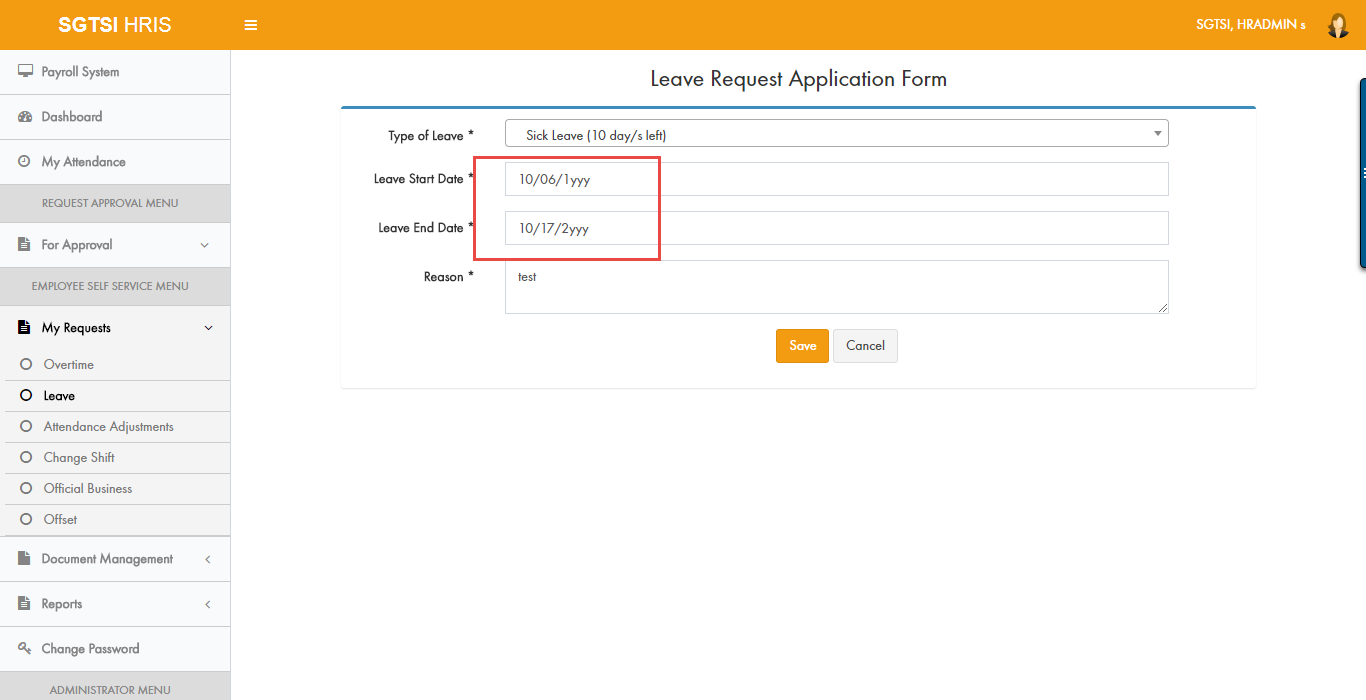 SGTSI HRIS
SGTSI, HRADMIN s
Payroll System
Dashboard
My Attendance
REQUEST APPROVAL MENU
For Approval
EMPLOYEE SELF SERVICE MENU
My Requests
Overtime
Leave
Attendance Adjustments
Change Shift
Official Business
Offset
Document Management
Reports
Change Password
ADMINISTRATOR MENU
Leave Request Application Form
Type of Leave * Sick Leave (10 day/s left)
Leave Start Date * 10/06/1yyy
Leave End Date * 10/17/2yyy
Reason * test
Save Cancel